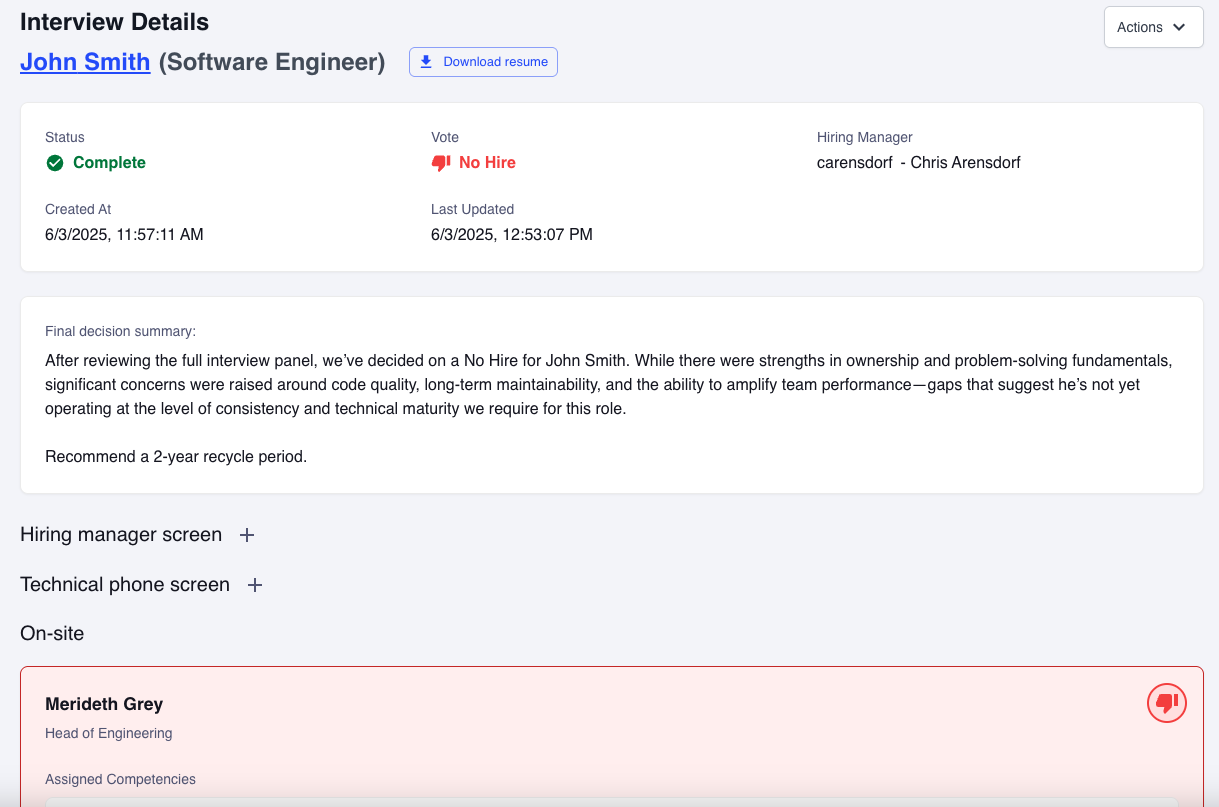 Interview Details
Actions
John Smith (Software Engineer)
Download resume
Status
Vote
Hiring Manager
Complete
No Hire
carensdorf - Chris Arensdorf
Created At
Last Updated
6/3/2025, 11:57:11 AM
6/3/2025, 12:53:07 PM
Final decision summary:
After reviewing the full interview panel, we’ve decided on a No Hire for John Smith. While there were strengths in ownership and problem-solving fundamentals,
significant concerns were raised around code quality, long-term maintainability, and the ability to amplify team performance—gaps that suggest he’s not yet
operating at the level of consistency and technical maturity we require for this role.
Recommend a 2-year recycle period.
Hiring manager screen
Technical phone screen
On-site
Merideth Grey
Head of Engineering
Assigned Competencies